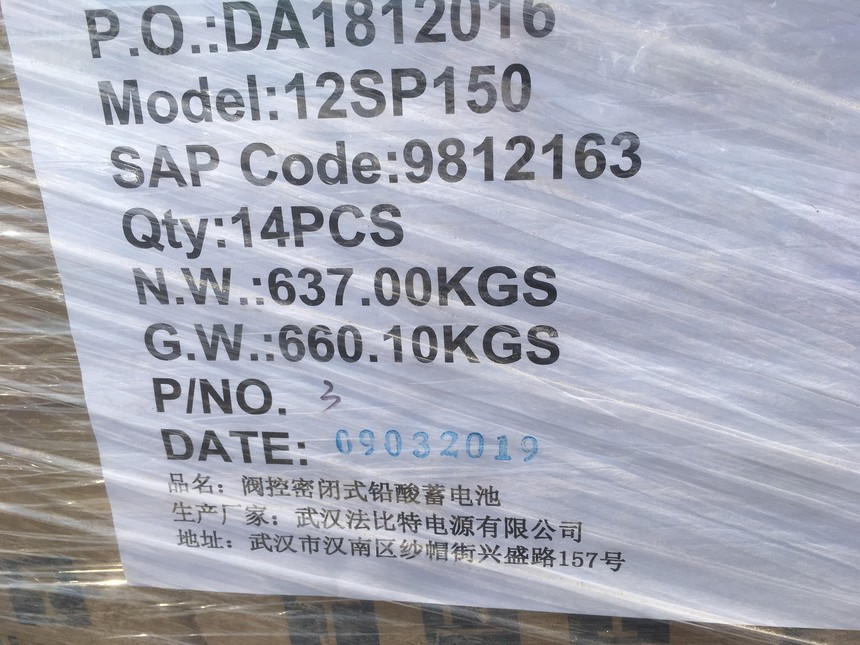 P.O.:DA1812016
Model:12SP150
SAP Code:9812163
Qty:14PCS
N.W.:637.00KGS
G.W.:660.10KGS
P/NO. 3
DATE: 09032019
品名：阀控密闭式铅酸蓄电池
生产厂家：武汉法比特电源有限公司
地址：武汉市汉南区纱帽街兴盛路157号